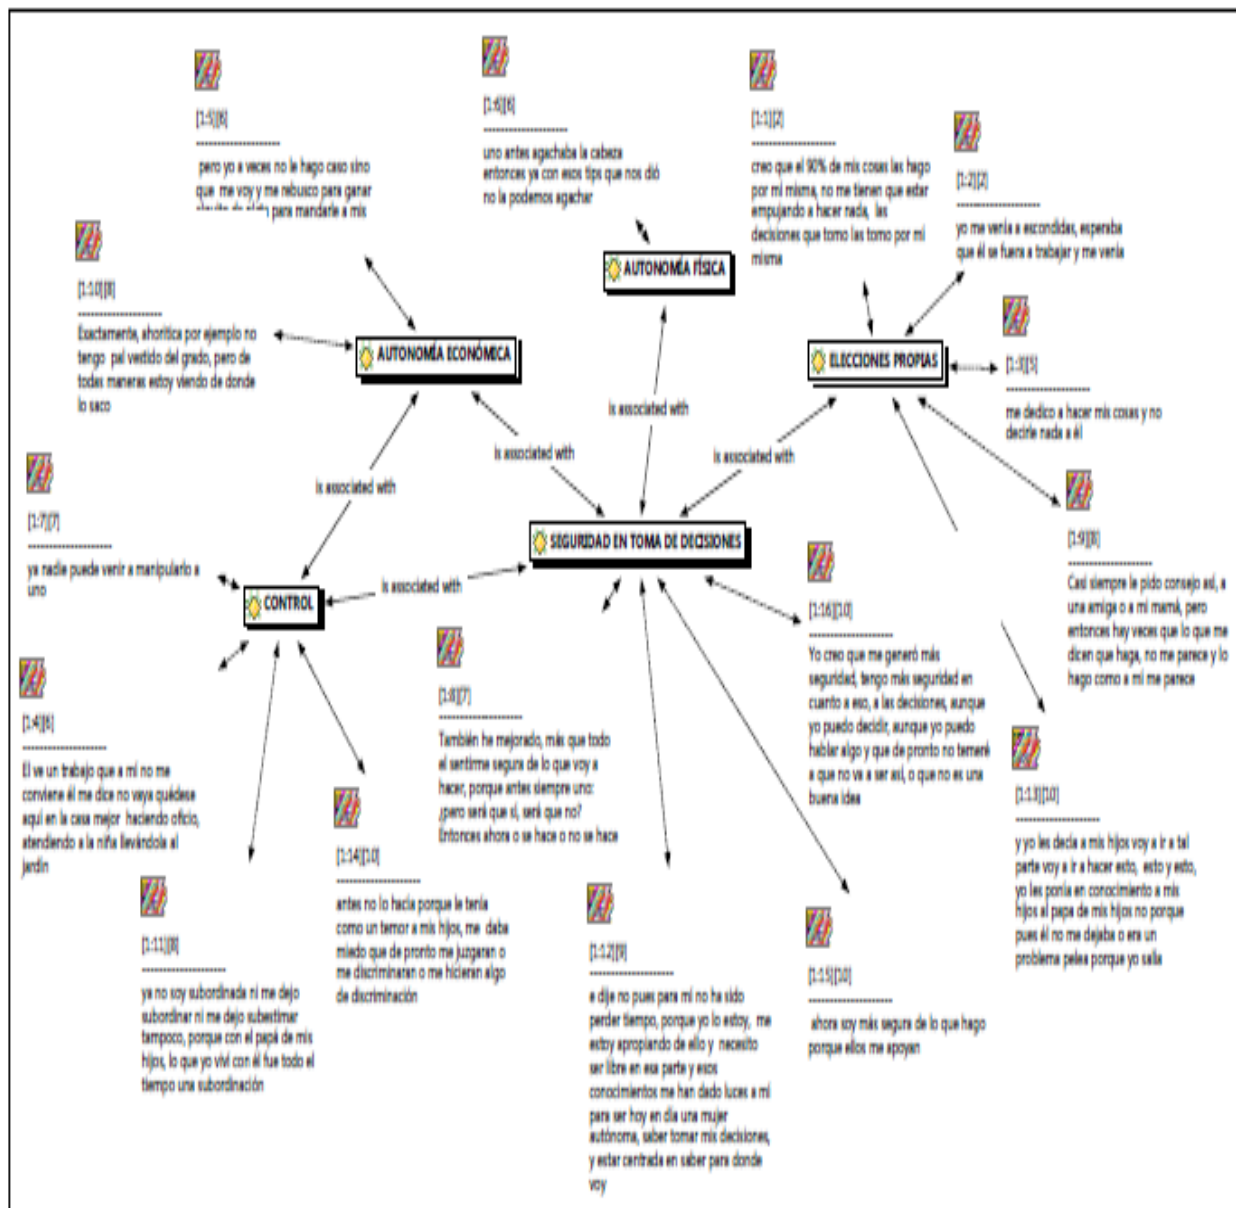 [1:5][6]
--------------------
pero yo a veces no le hago caso sino
que me voy y me rebusco para ganar
para mandarle a mis
[1:6][6]
--------------------
uno antes agachaba la cabeza
entonces ya con esos tips que nos dió
no la podemos agachar
[1:1][2]
--------------------
creo que el 90% de mis cosas las hago
por mi misma, no me tienen que estar
empujando a hacer nada, las
decisiones que tomo las tomo por mi
misma
[1:2][2]
--------------------
yo me venia a escondidas, esperaba
que él se fuera a trabajar y me venia
[1:10][8]
--------------------
Exactamente, ahoritica por ejemplo no
tengo pal vestido del grado, pero de
todas maneras estoy viendo de donde
lo saco
AUTONOMÍA FÍSICA
AUTONOMÍA ECONÓMICA
ELECCIONES PROPIAS
[1:3][5]
--------------------
me dedico a hacer mis cosas y no
decirle nada a él
is associated with
is associated with
is associated with
is associated with
[1:7][7]
--------------------
ya nadie puede venir a manipularlo a
uno
SEGURIDAD EN TOMA DE DECISIONES
[1:9][8]
--------------------
Casi siempre le pido consejo así, a
una amiga o a mi mamá, pero
entonces hay veces que lo que me
dicen que haga, no me parece y lo
hago como a mi me parece
is associated with
CONTROL
[1:16][10]
--------------------
Yo creo que me generó más
seguridad, tengo más seguridad en
cuanto a eso, a las decisiones, aunque
yo puedo decidir, aunque yo puedo
hablar algo y que de pronto no temeré
a que no va a ser así, o que no es una
buena idea
[1:4][6]
--------------------
El ve un trabajo que a mí no me
conviene él me dice no vaya quédese
aquí en la casa mejor haciendo oficio,
atendiendo a la niña llevándola al
jardin
[1:8][7]
--------------------
También he mejorado, más que todo
el sentirme segura de lo que voy a
hacer, porque antes siempre uno:
¿pero será que sí, será que no?
Entonces ahora o se hace o no se hace
[1:13][10]
--------------------
y yo les decía a mis hijos voy a ir a tal
parte voy a ir a hacer esto, esto y esto,
yo les ponía en conocimiento a mis
hijos al papa de mis hijos no porque
pues él no me dejaba o era un
problema pelea porque yo salía
[1:14][10]
--------------------
antes no lo hacía porque le tenía
como un temor a mis hijos, me daba
miedo que de pronto me juzgaran o
me discriminaran o me hicieran algo
de discriminación
[1:11][8]
--------------------
ya no soy subordinada ni me dejo
subordinar ni me dejo subestimar
tampoco, porque con el papá de mis
hijos, lo que yo viví con él fue todo el
tiempo una subordinación
[1:12][9]
--------------------
e dije no pues para mí no ha sido
perder tiempo, porque yo lo estoy, me
estoy apropiando de ello y necesito
ser libre en esa parte y esos
conocimientos me han dado luces a mí
para ser hoy en día una mujer
autónoma, saber tomar mis decisiones,
y estar centrada en saber para donde
voy
[1:15][10]
--------------------
ahora soy más segura de lo que hago
porque ellos me apoyan